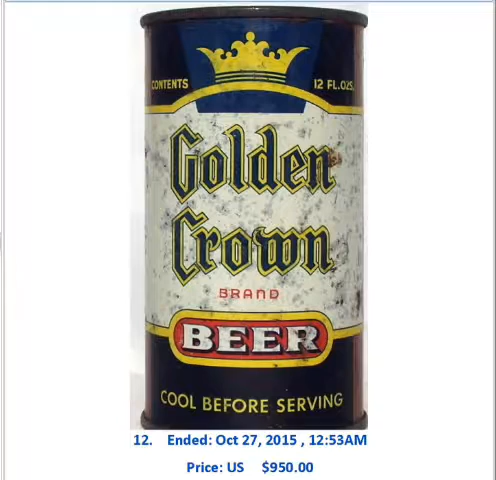 CONTENTS 12 FL.OZS.
Golden
Crown
BRAND
BEER
COOL BEFORE SERVING
12. Ended: Oct 27, 2015 , 12:53AM
Price: US $950.00